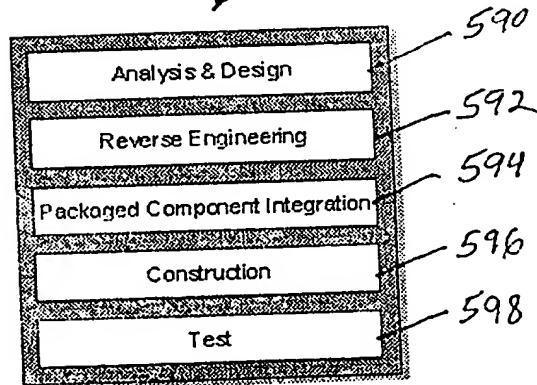 Analysis & Design 590
Reverse Engineering 592
Packaged Component Integration 594
Construction 596
Test 598